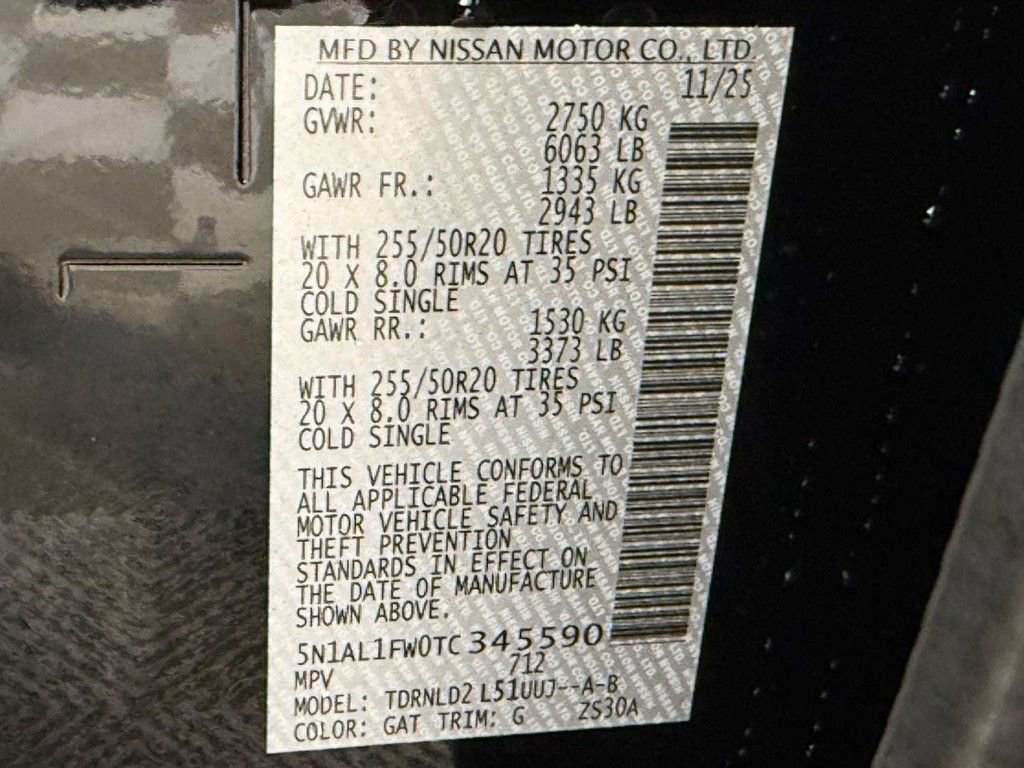 MFD BY NISSAN MOTOR CO., LTD.
DATE: 11/25
GVWR: 2750 KG
6063 LB
GAWR FR.: 1335 KG
2943 LB
WITH 255/50R20 TIRES
20 X 8.0 RIMS AT 35 PSI
COLD SINGLE
GAWR RR.: 1530 KG
3373 LB
WITH 255/50R20 TIRES
20 X 8.0 RIMS AT 35 PSI
COLD SINGLE
THIS VEHICLE CONFORMS TO
ALL APPLICABLE FEDERAL
MOTOR VEHICLE SAFETY AND
THEFT PREVENTION
STANDARDS IN EFFECT ON
THE DATE OF MANUFACTURE
SHOWN ABOVE.
5N1AL1FW0TC345590
712
MPV
MODEL: TDRNLD2 L51UUJ--A-B
COLOR: GAT TRIM: G ZS30A